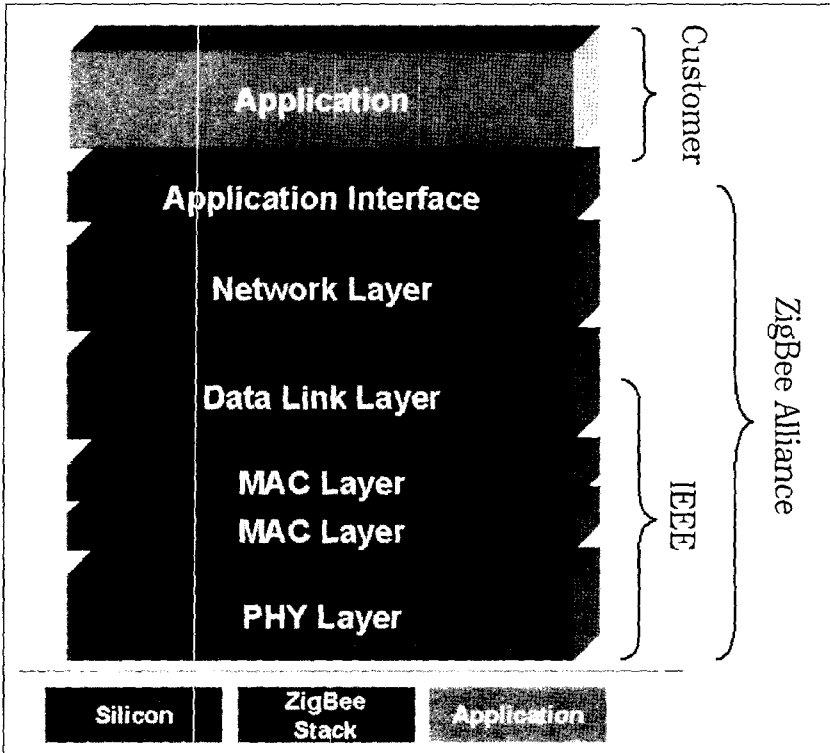 Application
Customer
Application Interface
Network Layer
Data Link Layer
MAC Layer
MAC Layer
PHY Layer
IEEE
ZigBee Alliance
Silicon
ZigBee
Stack
Application